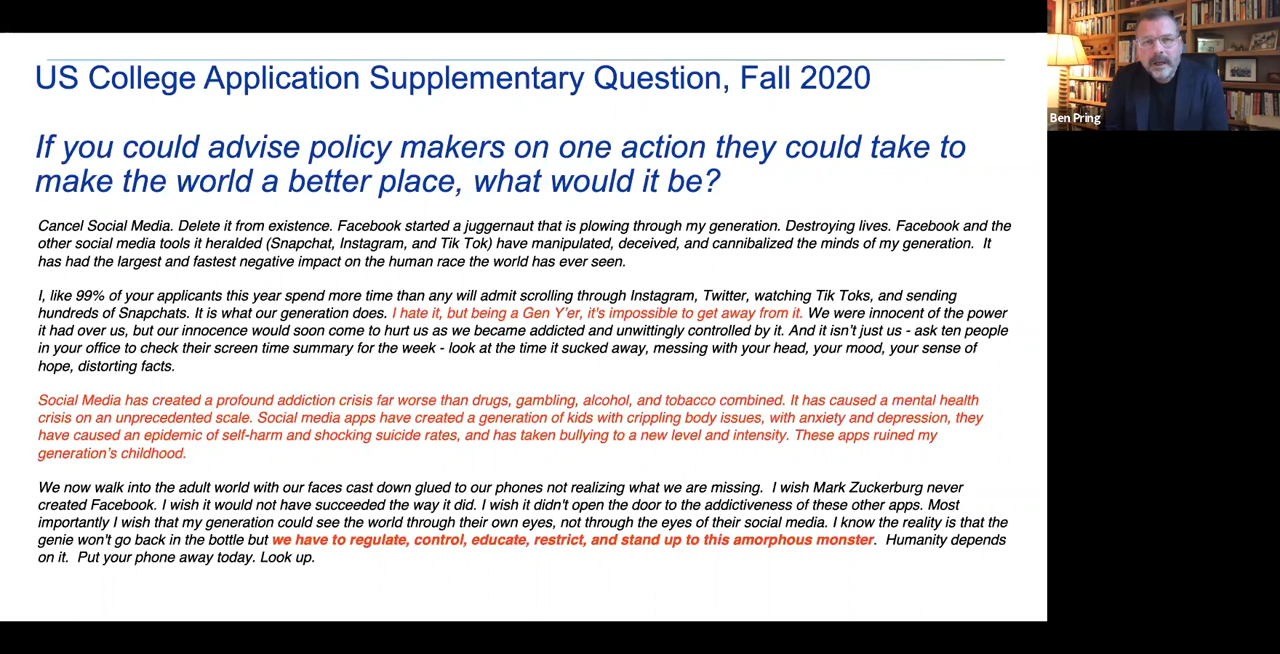 US College Application Supplementary Question, Fall 2020
If you could advise policy makers on one action they could take to
make the world a better place, what would it be?
Cancel Social Media. Delete it from existence. Facebook started a juggernaut that is plowing through my generation. Destroying lives. Facebook and the
other social media tools it heralded (Snapchat, Instagram, and Tik Tok) have manipulated, deceived, and cannibalized the minds of my generation.  It
has had the largest and fastest negative impact on the human race the world has ever seen.
I, like 99% of your applicants this year spend more time than any will admit scrolling through Instagram, Twitter, watching Tik Toks, and sending
hundreds of Snapchats. It is what our generation does. I hate it, but being a Gen Y'er, it's impossible to get away from it. We were innocent of the power
it had over us, but our innocence would soon come to hurt us as we became addicted and unwittingly controlled by it. And it isn't just us - ask ten people
in your office to check their screen time summary for the week - look at the time it sucked away, messing with your head, your mood, your sense of
hope, distorting facts.
Social Media has created a profound addiction crisis far worse than drugs, gambling, alcohol, and tobacco combined. It has caused a mental health
crisis on an unprecedented scale. Social media apps have created a generation of kids with crippling body issues, with anxiety and depression, they
have caused an epidemic of self-harm and shocking suicide rates, and has taken bullying to a new level and intensity. These apps ruined my
generation's childhood.
We now walk into the adult world with our faces cast down glued to our phones not realizing what we are missing.  I wish Mark Zuckerburg never
created Facebook. I wish it would not have succeeded the way it did. I wish it didn't open the door to the addictiveness of these other apps. Most
importantly I wish that my generation could see the world through their own eyes, not through the eyes of their social media. I know the reality is that the
genie won't go back in the bottle but we have to regulate, control, educate, restrict, and stand up to this amorphous monster.  Humanity depends
on it.  Put your phone away today. Look up.
Ben Pring